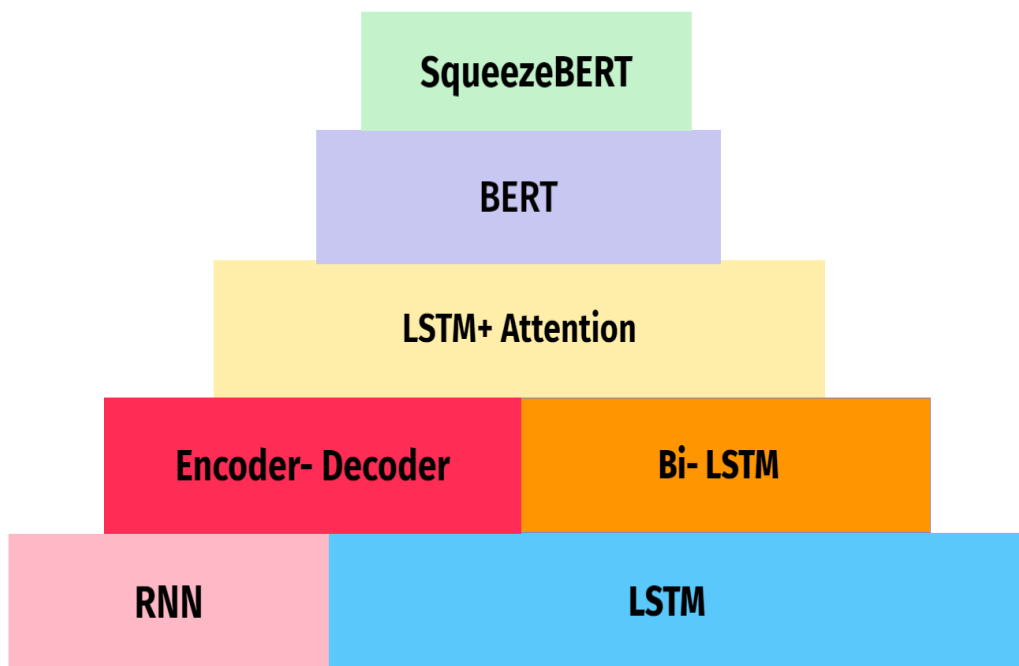 SqueezeBERT
BERT
LSTM+ Attention
Encoder- Decoder
Bi- LSTM
RNN
LSTM